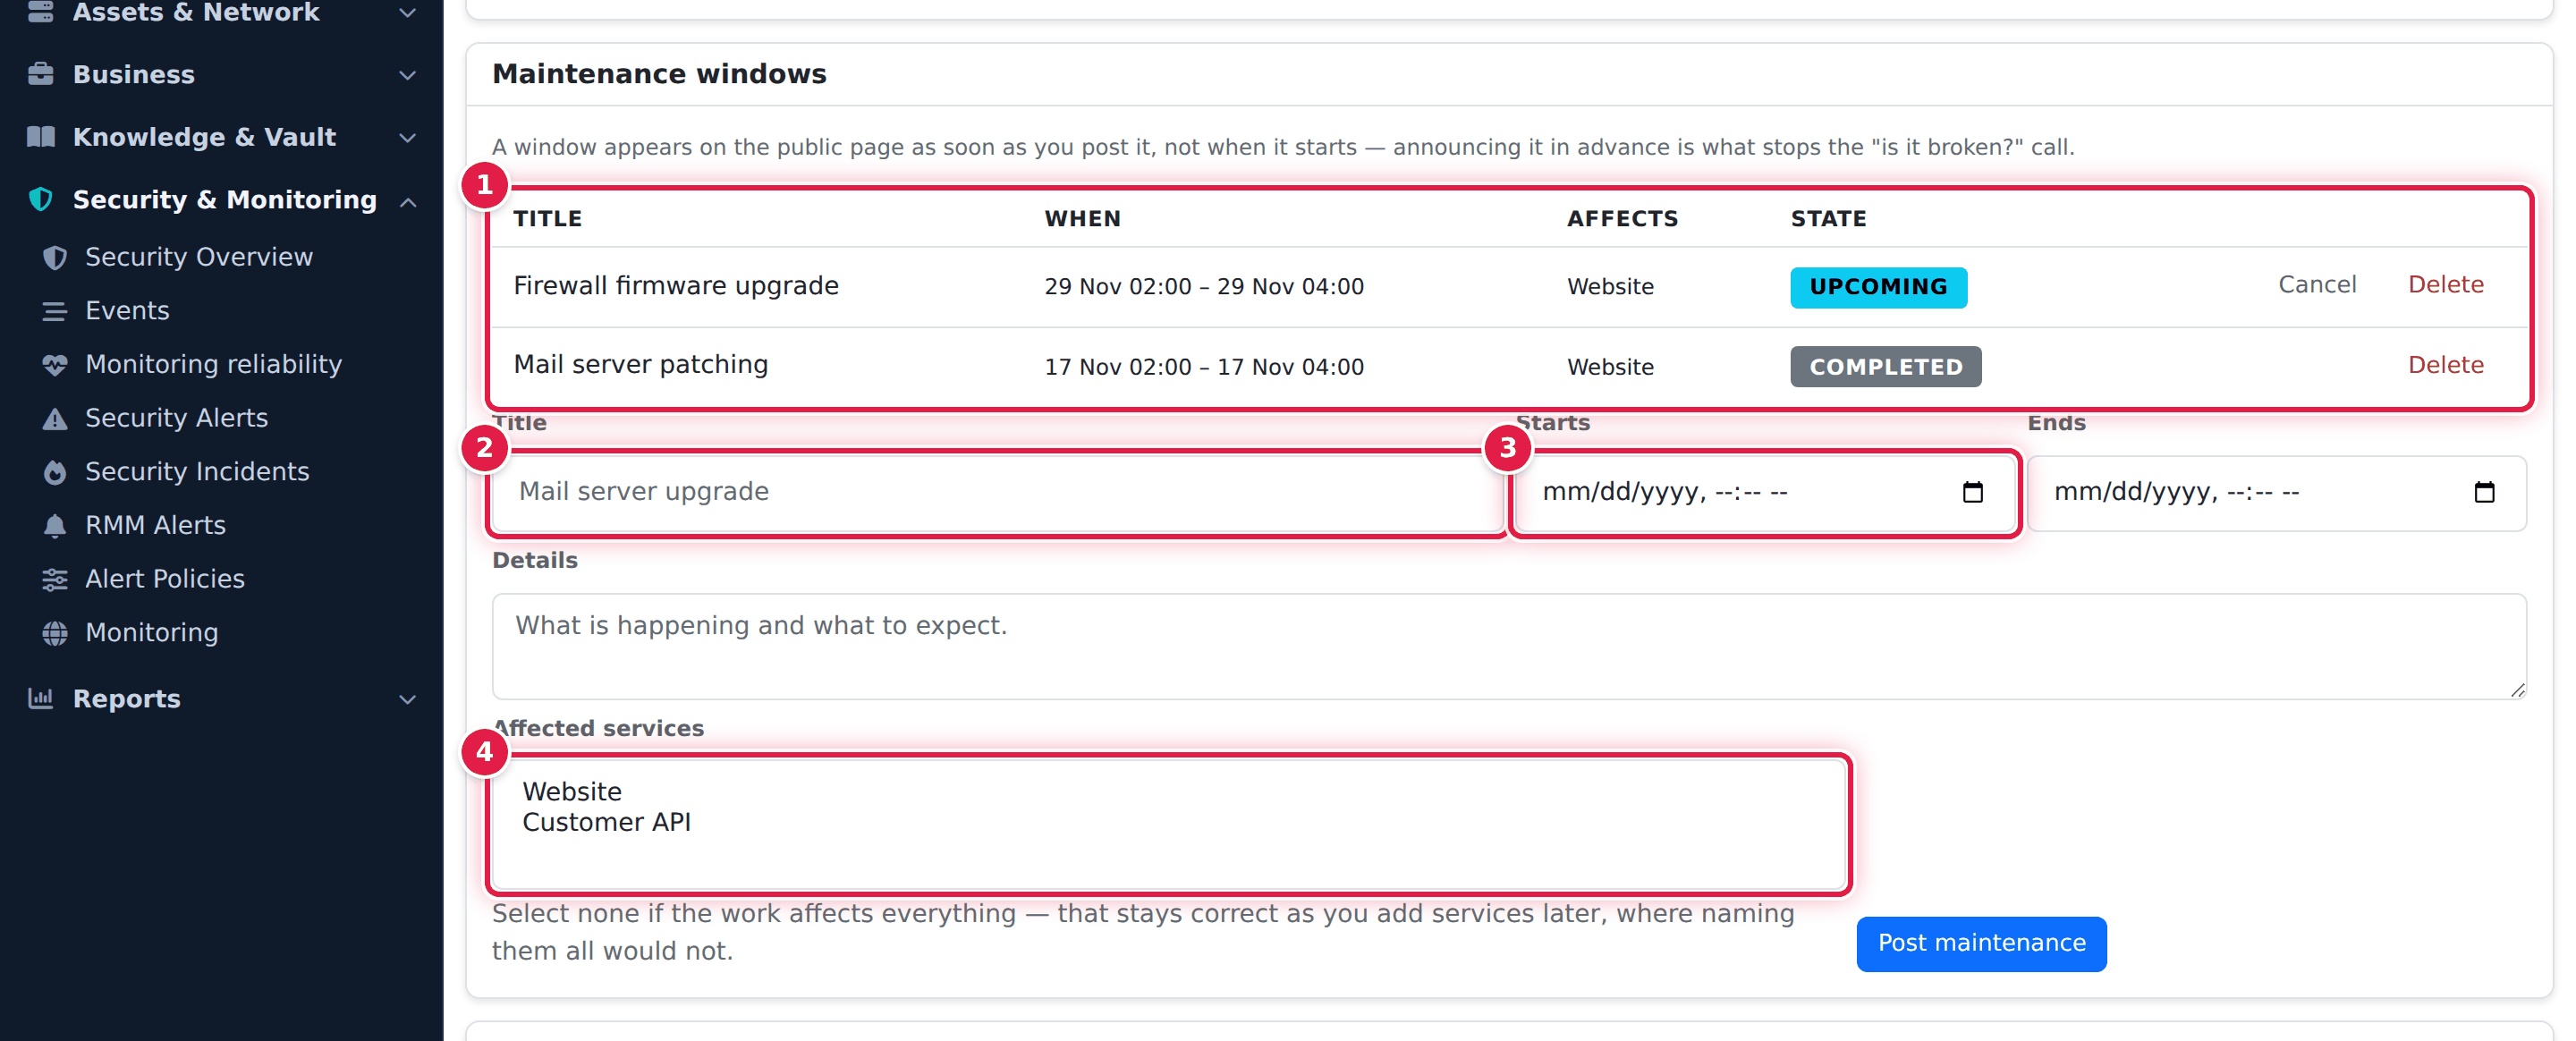 Assets & Network
Business
Knowledge & Vault
Security & Monitoring
Security Overview
Events
Monitoring reliability
Security Alerts
Security Incidents
RMM Alerts
Alert Policies
Monitoring
Reports
Maintenance windows
A window appears on the public page as soon as you post it, not when it starts — announcing it in advance is what stops the "is it broken?" call.
1
TITLE WHEN AFFECTS STATE
Firewall firmware upgrade 29 Nov 02:00 – 29 Nov 04:00 Website UPCOMING Cancel Delete
Mail server patching 17 Nov 02:00 – 17 Nov 04:00 Website COMPLETED Delete
Title Starts Ends
2 3
Mail server upgrade mm/dd/yyyy, --:-- -- mm/dd/yyyy, --:-- --
Details
What is happening and what to expect.
Affected services
4
Website
Customer API
Select none if the work affects everything — that stays correct as you add services later, where naming
them all would not.
Post maintenance